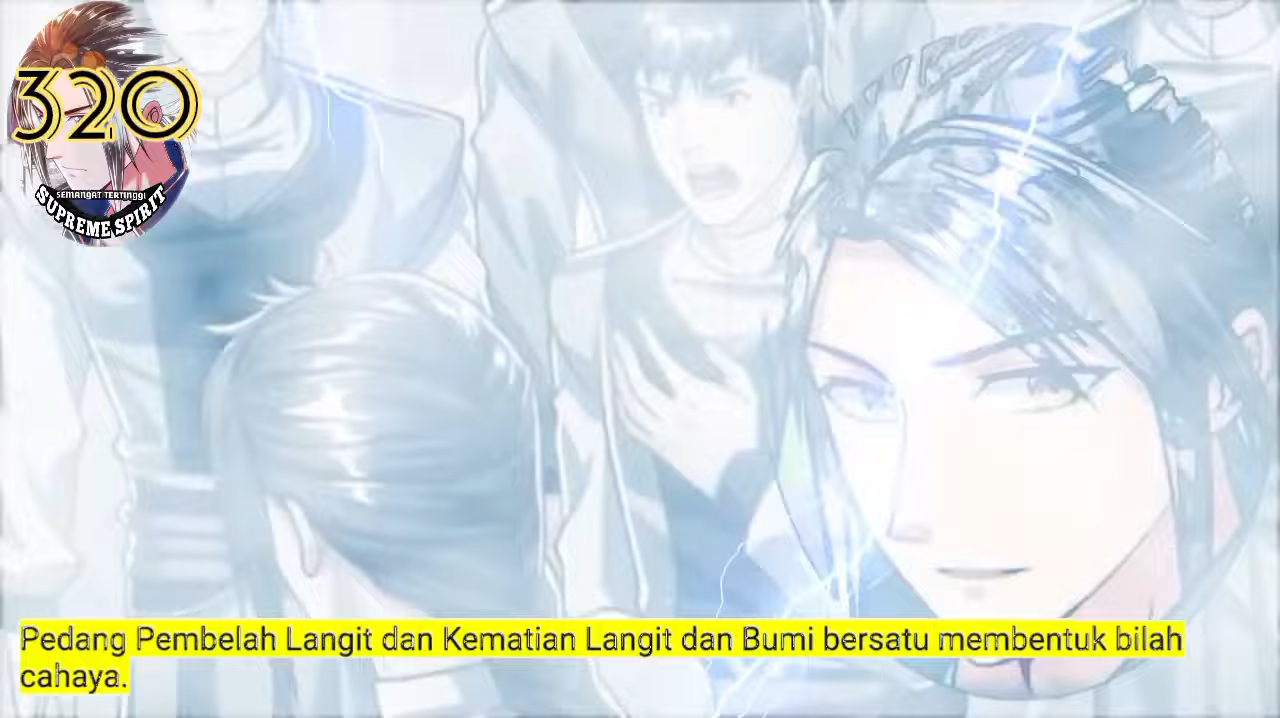 320
SEMANGAT TERTINGGI
SUPREME SPIRIT
Pedang Pembelah Langit dan Kematian Langit dan Bumi bersatu membentuk bilah
cahaya.